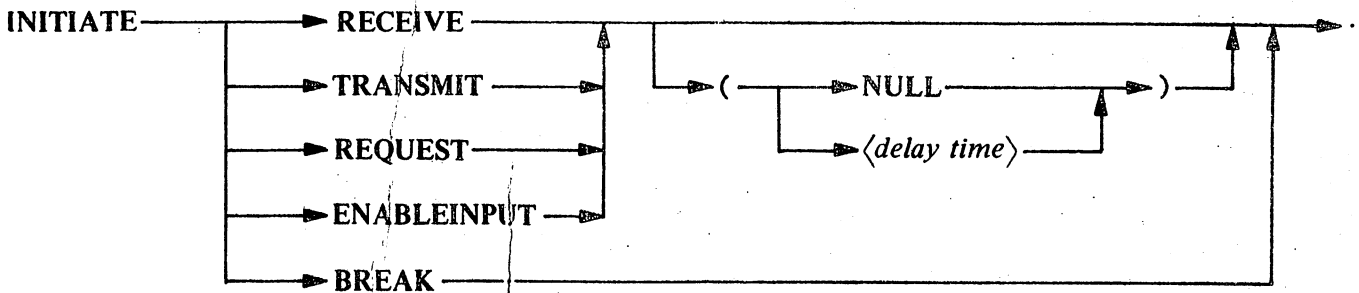 INITIATE RECEIVE .
TRANSMIT ( NULL )
REQUEST ⟨delay time⟩
ENABLEINPUT
BREAK